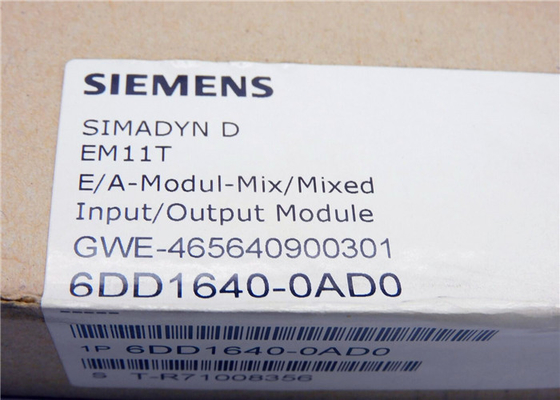 SIEMENS
SIMADYN D
EM11T
E/A-Modul-Mix/Mixed
Input/Output Module
GWE-465640900301
6DD1640-0AD0
1P 6DD1640-0AD0
S T-R71008356